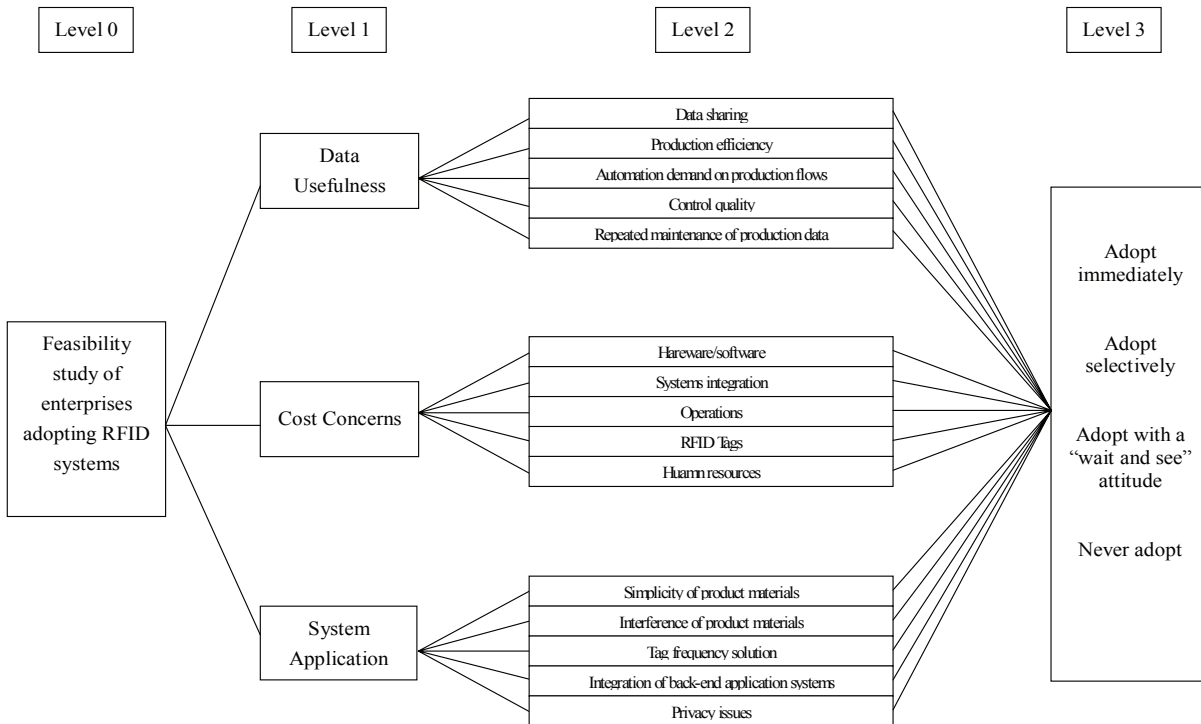 Level 0
Level 1
Level 2
Level 3
Feasibility
study of
enterprises
adopting RFID
systems
Data
Usefulness
Cost Concerns
System
Application
Data sharing
Production efficiency
Automation demand on production flows
Control quality
Repeated maintenance of production data
Hareware/software
Systems integration
Operations
RFID Tags
Huamn resources
Simplicity of product materials
Interference of product materials
Tag frequency solution
Integration of back-end application systems
Privacy issues
Adopt
immediately
Adopt
selectively
Adopt with a
“wait and see”
attitude
Never adopt